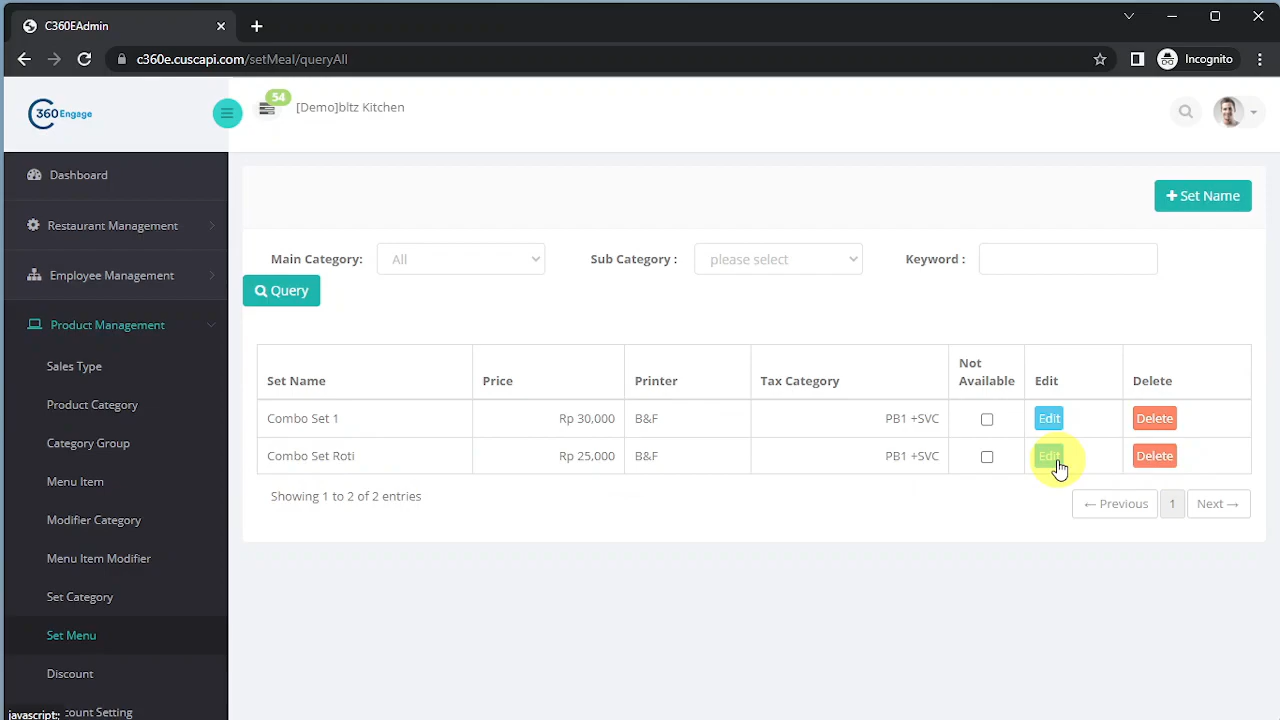 C360EAdmin
c360e.cuscapi.com/setMeal/queryAll
Incognito
360 Engage
54
[Demo]bltz Kitchen
Dashboard
Restaurant Management
Employee Management
Product Management
Sales Type
Product Category
Category Group
Menu Item
Modifier Category
Menu Item Modifier
Set Category
Set Menu
Discount
count Setting
javascript:;
Set Name
Main Category:
All
Sub Category :
please select
Keyword :
Query
Set Name Price Printer Tax Category Not Available Edit Delete
Combo Set 1 Rp 30,000 B&F PB1 +SVC Edit Delete
Combo Set Roti Rp 25,000 B&F PB1 +SVC Edit Delete
Showing 1 to 2 of 2 entries
← Previous 1 Next →